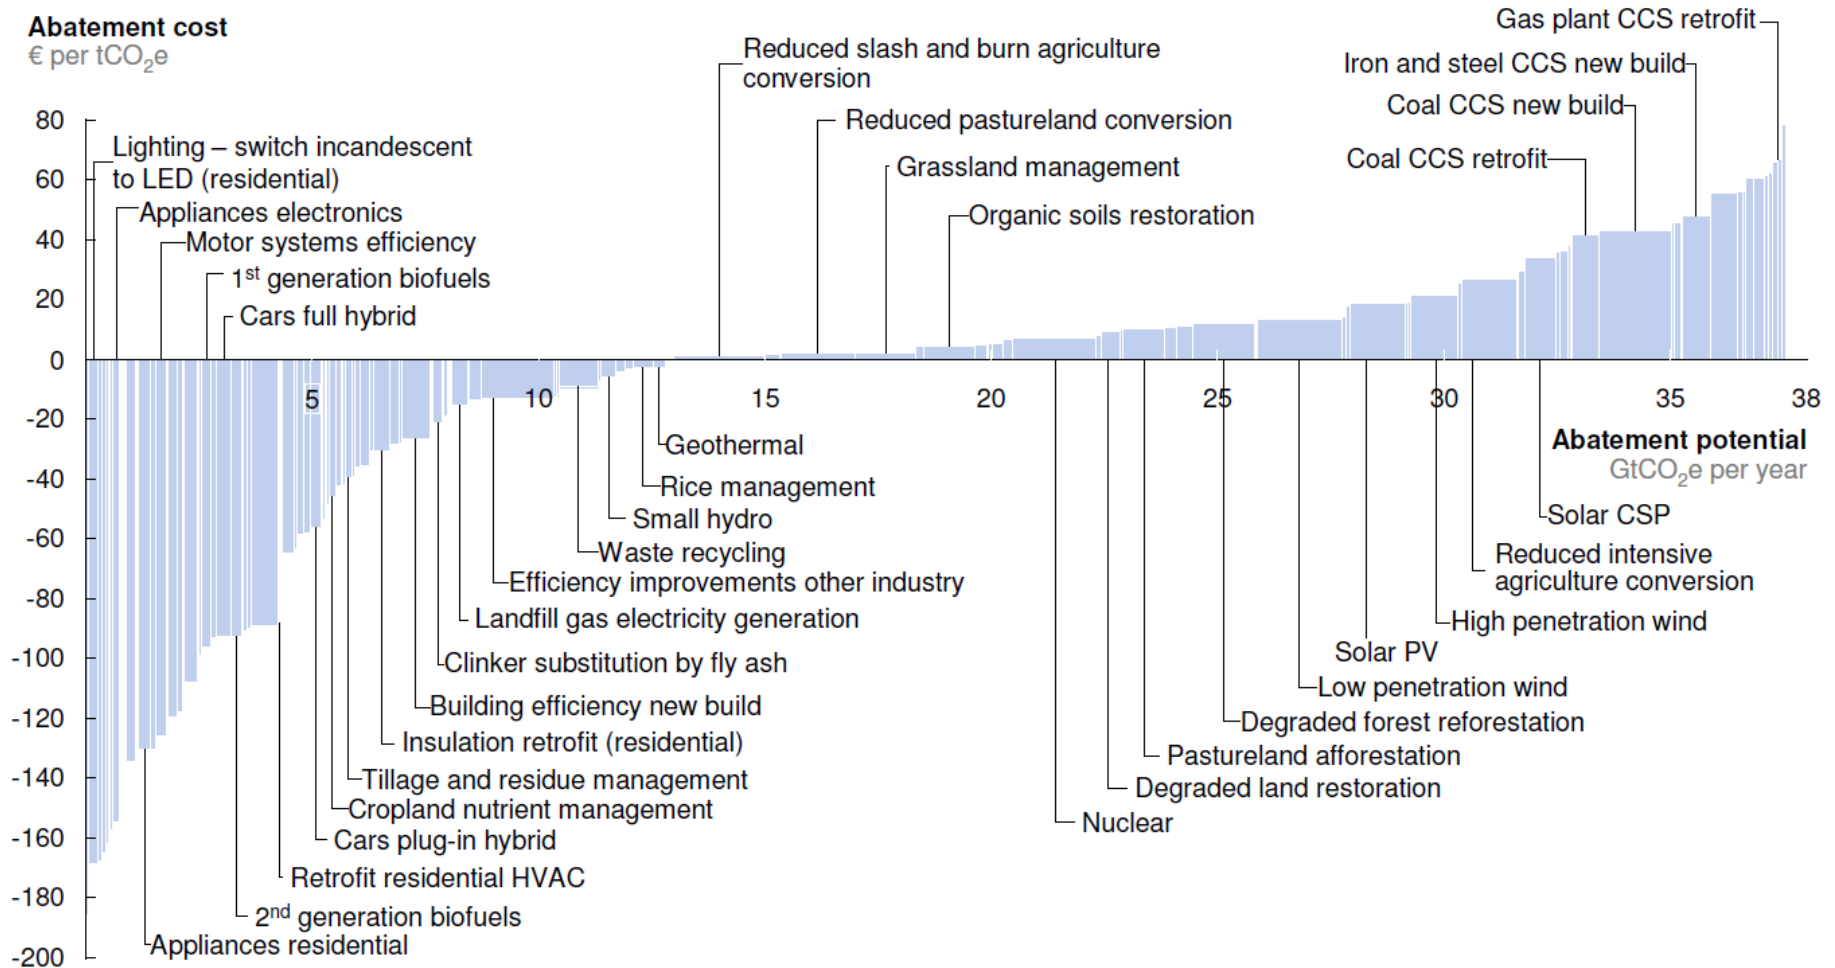 Abatement cost
€ per tCO₂e
Gas plant CCS retrofit
Reduced slash and burn agriculture
conversion
Iron and steel CCS new build
Coal CCS new build
80
Reduced pastureland conversion
Lighting – switch incandescent
to LED (residential)
Coal CCS retrofit
Grassland management
60
Appliances electronics
Organic soils restoration
40
Motor systems efficiency
1st generation biofuels
20
Cars full hybrid
0
5
10
15
20
25
30
35
38
-20
Abatement potential
GtCO₂e per year
Geothermal
-40
Rice management
Small hydro
Solar CSP
-60
Waste recycling
Reduced intensive
agriculture conversion
Efficiency improvements other industry
-80
Landfill gas electricity generation
High penetration wind
-100
Clinker substitution by fly ash
Solar PV
Low penetration wind
-120
Building efficiency new build
Degraded forest reforestation
Insulation retrofit (residential)
Pastureland afforestation
-140
Tillage and residue management
Degraded land restoration
Cropland nutrient management
Nuclear
-160
Cars plug-in hybrid
Retrofit residential HVAC
-180
2nd generation biofuels
Appliances residential
-200